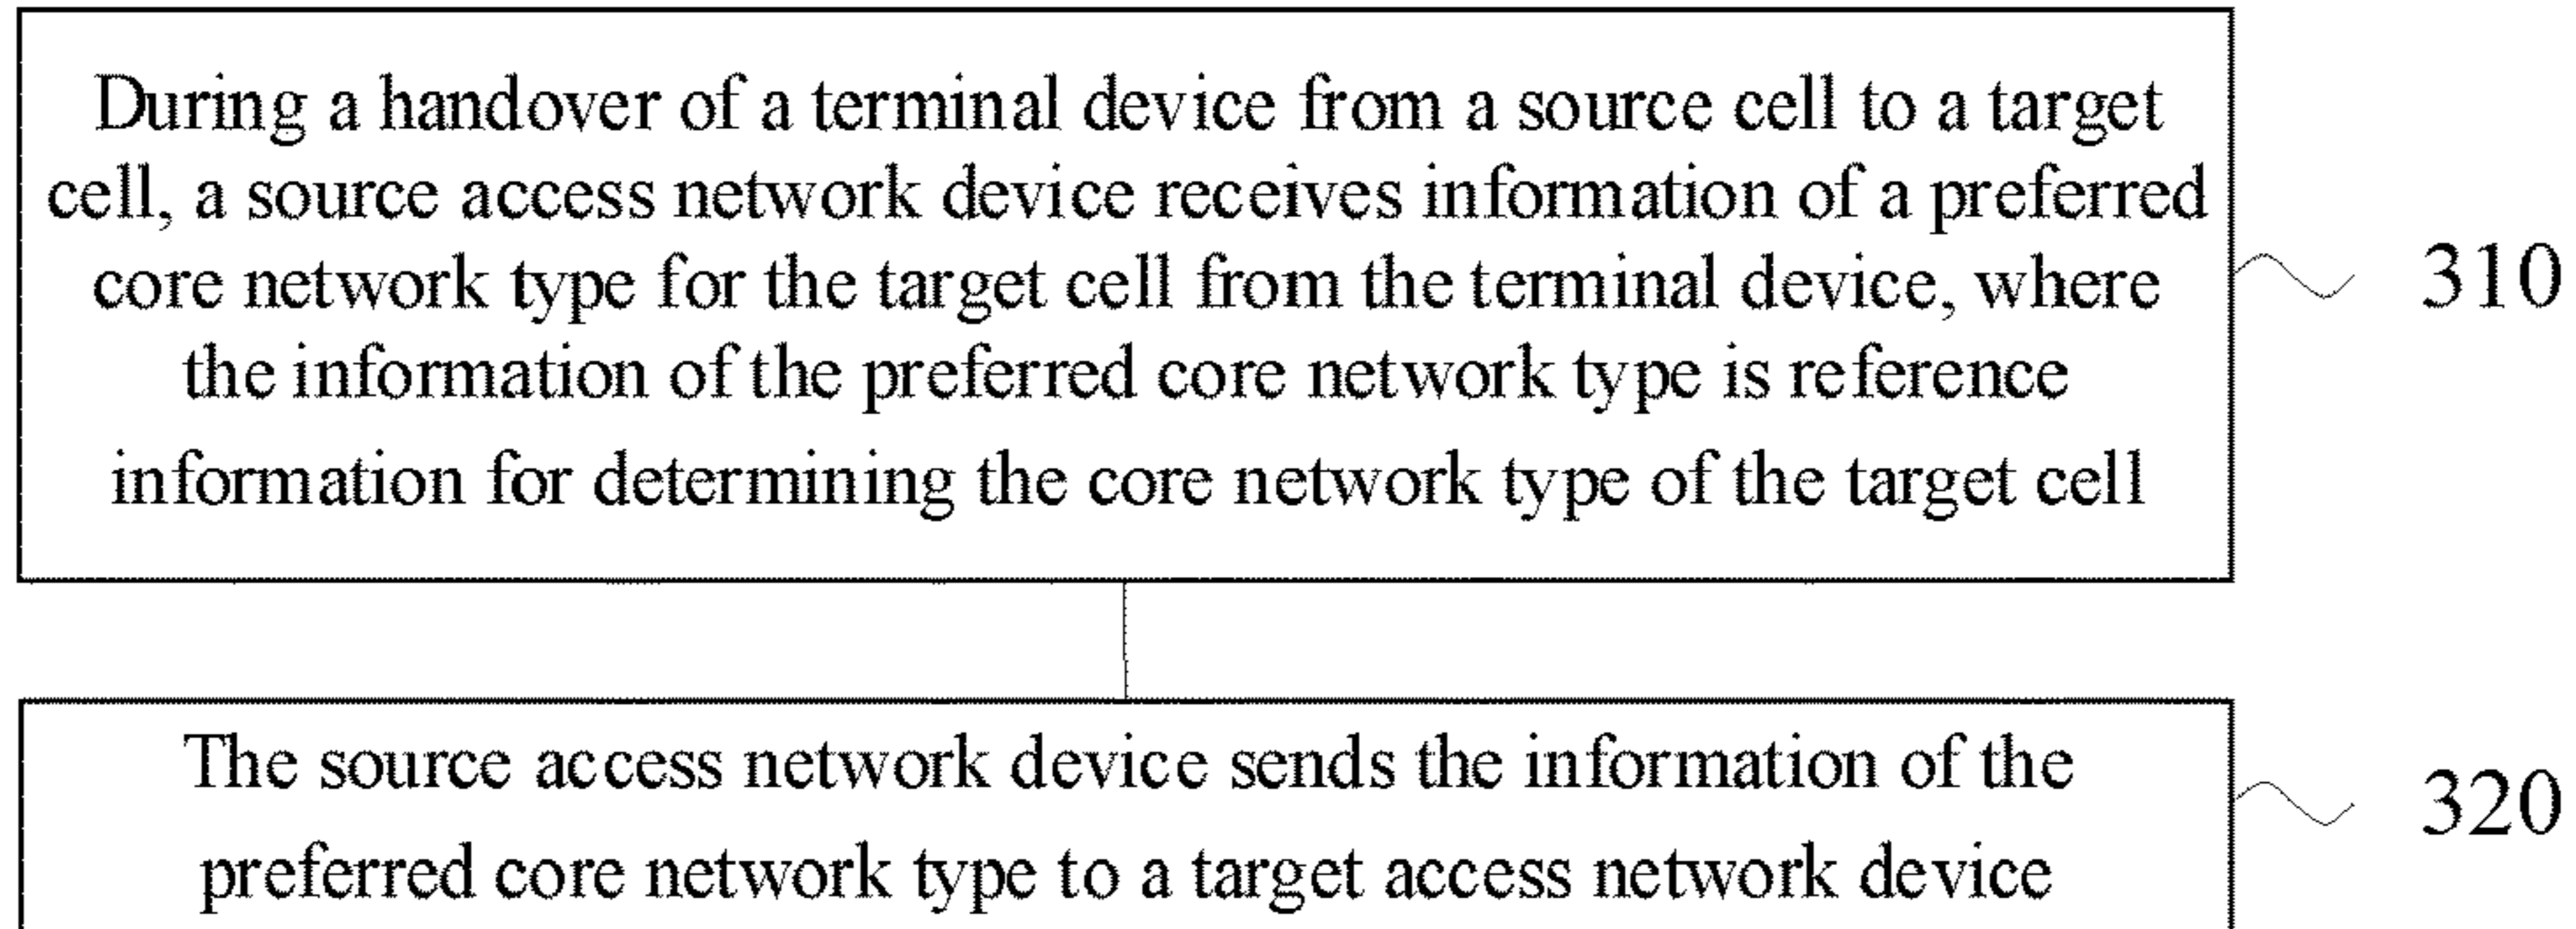 During a handover of a terminal device from a source cell to a target
cell, a source access network device receives information of a preferred
core network type for the target cell from the terminal device, where
the information of the preferred core network type is reference
information for determining the core network type of the target cell
310
The source access network device sends the information of the
preferred core network type to a target access network device
320